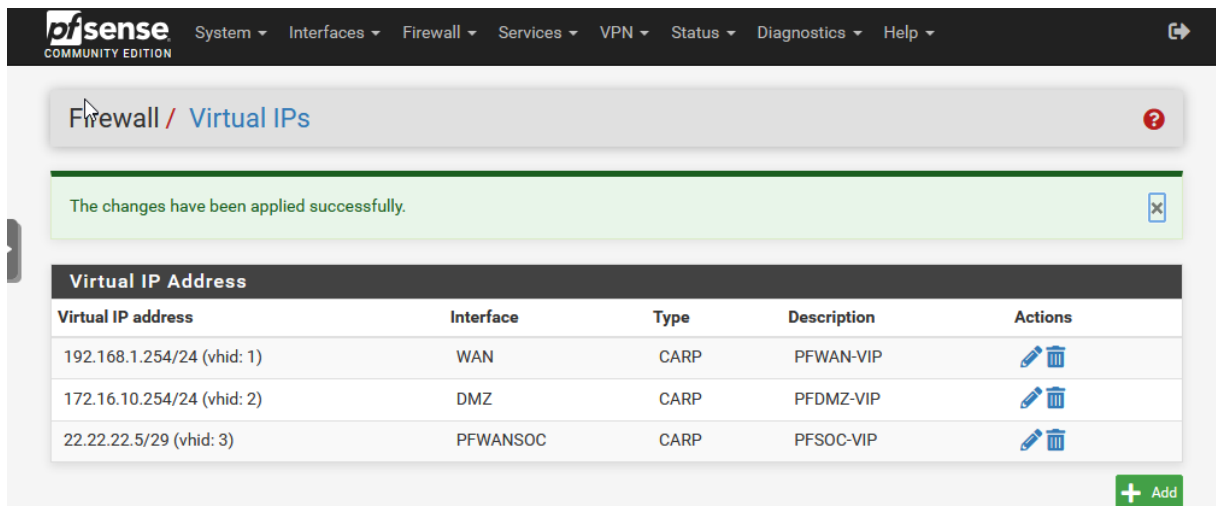 pfsense System Interfaces Firewall Services VPN Status Diagnostics Help
COMMUNITY EDITION
Firewall / Virtual IPs
The changes have been applied successfully.
Virtual IP Address
Virtual IP address Interface Type Description Actions
192.168.1.254/24 (vhid: 1) WAN CARP PFWAN-VIP
172.16.10.254/24 (vhid: 2) DMZ CARP PFDMZ-VIP
22.22.22.5/29 (vhid: 3) PFWANSOC CARP PFSOC-VIP
Add